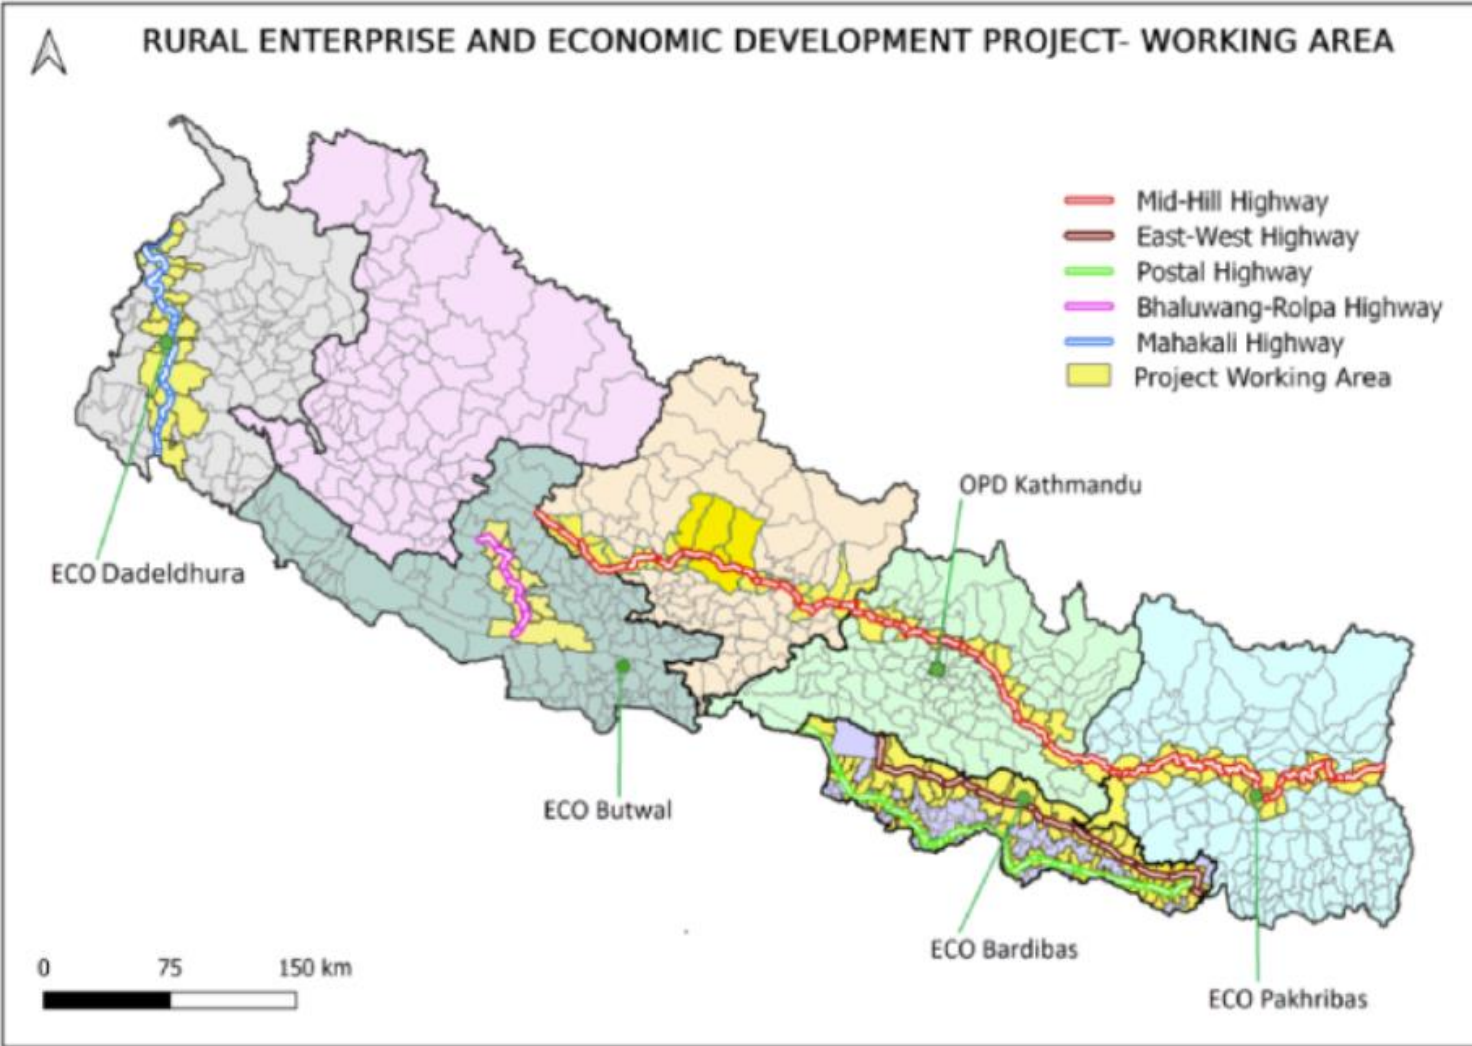 RURAL ENTERPRISE AND ECONOMIC DEVELOPMENT PROJECT- WORKING AREA
Mid-Hill Highway
East-West Highway
Postal Highway
Bhaluwang-Rolpa Highway
Mahakali Highway
Project Working Area
OPD Kathmandu
ECO Dadeldhura
ECO Butwal
ECO Bardibas
ECO Pakhribas
0 75 150 km